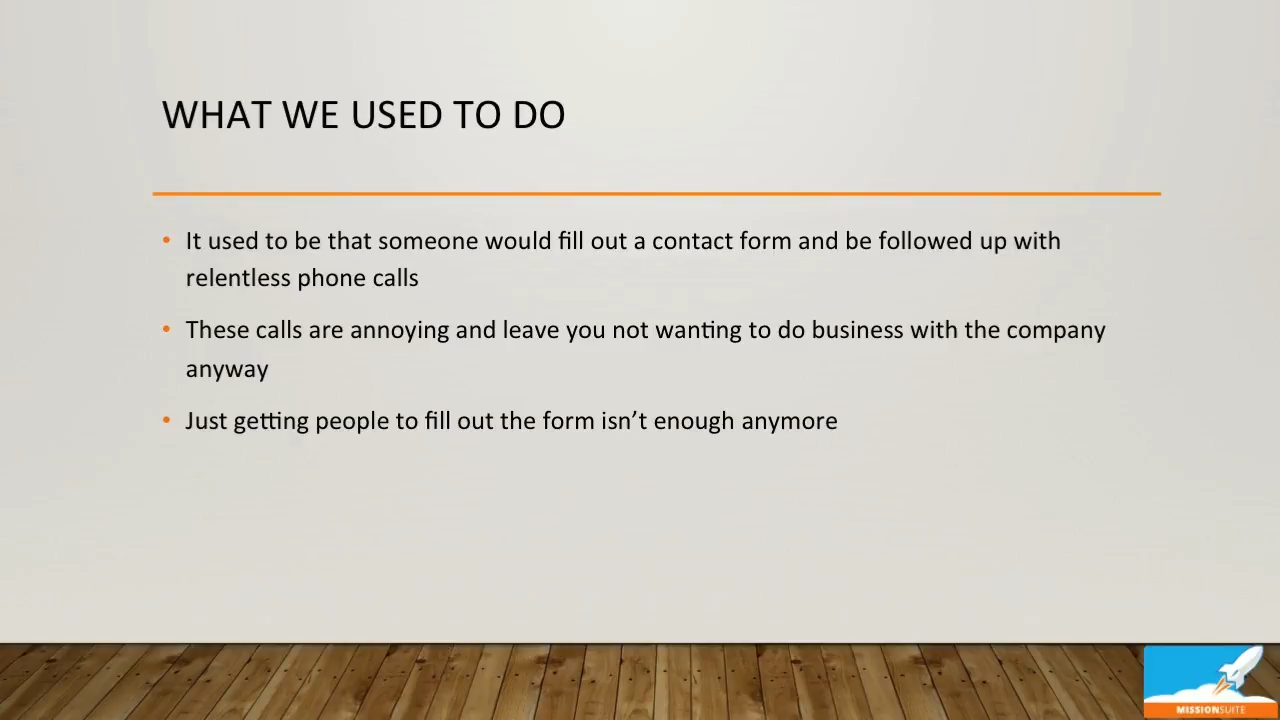 WHAT WE USED TO DO
• It used to be that someone would fill out a contact form and be followed up with
relentless phone calls
• These calls are annoying and leave you not wanting to do business with the company
anyway
• Just getting people to fill out the form isn’t enough anymore
MISSIONSUITE